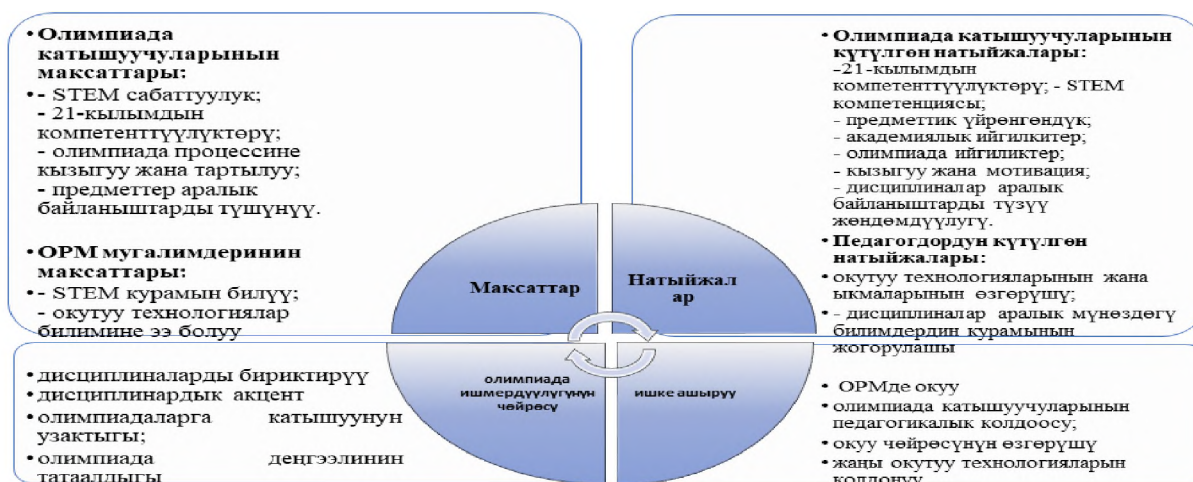 • Олимпиада
катышуучуларынын
максаттары:
• - STEM сабаттуулук;
- 21-кылымдын
компетенттүүлүктөрү;
- олимпиада процессине
кызыгуу жана тартылуу;
- предметтер аралык
байланыштарды түшүнүү.
• ОРМ мугалимдеринин
максаттары:
• - STEM курамын билүү;
- окутуу технологиялар
билимине ээ болуу
• Олимпиада катышуучуларынын
күтүлгөн натыйжалары:
-21-кылымдын
компетенттүүлүктөрү; - STEM
компетенциясы;
- предметтик үйрөнгөндүк;
- академиялык ийгилкитер;
- олимпиада ийгиликтер;
- кызыгуу жана мотивация;
- дисциплиналар аралык
байланыштарды түзүү
жөндөмдүүлүгү.
• Педагогдордун күтүлгөн
натыйжалары:
• окутуу технологияларынын жана
ыкмаларынын өзгөрүшү;
• - дисциплиналар аралык мүнөздөгү
билимдердин курамынын
жогорулашы
Максаттар
Натыйжал
ар
олимпиада
ишмердүүлүгүнүн
чөйрөсү
ишке ашыруу
• дисциплиналарды бириктирүү
• дисциплинардык акцент
• олимпиадаларга катышуунун
узактыгы;
• олимпиада деңгээлинин
татаалдыгы
• ОРМде окуу
• олимпиада катышуучуларынын
педагогикалык колдоосу;
• окуу чөйрөсүнүн өзгөрүшү
• жаңы окутуу технологияларын
колдонуу